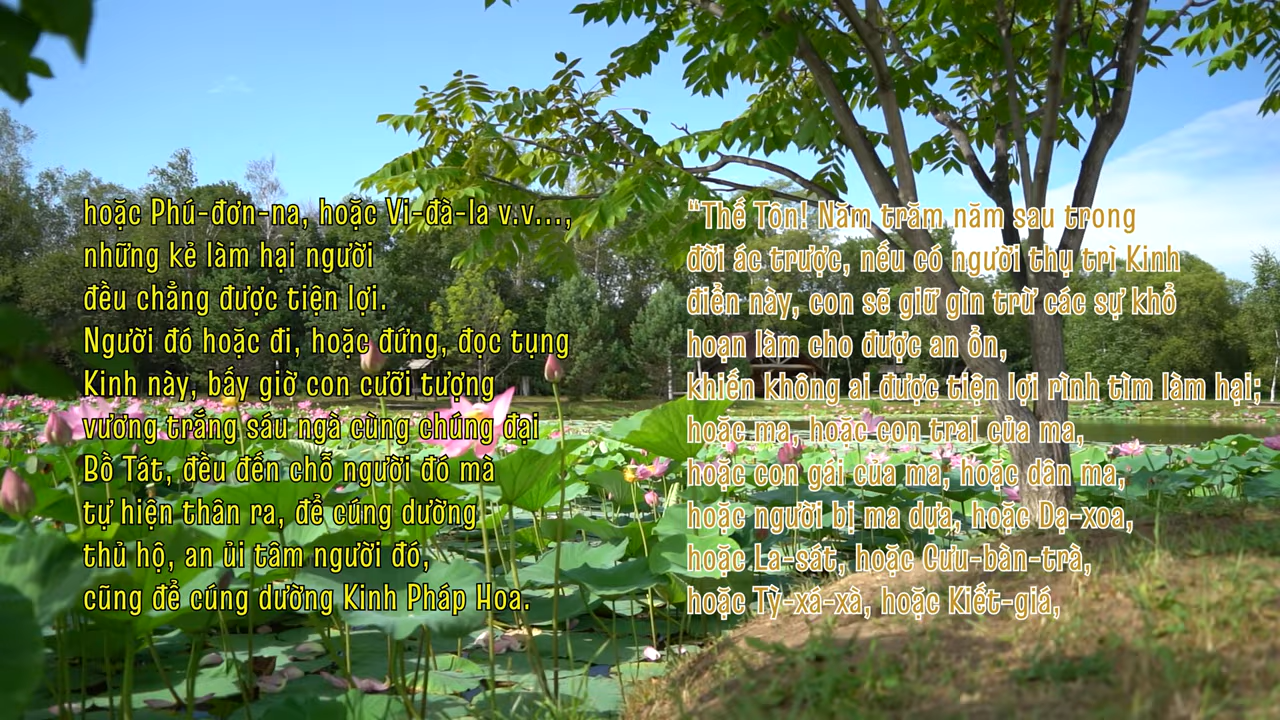 hoặc Phú-đơn-na, hoặc Vi-đà-la v.v...,
những kẻ làm hại người
đều chẳng được tiện lợi.
Người đó hoặc đi, hoặc đứng, đọc tụng
Kinh này, bấy giờ con cưỡi tượng
vương trắng sáu ngà cùng chúng đại
Bồ Tát, đều đến chỗ người đó mà
tự hiện thân ra, để cúng dường
thủ hộ, an ủi tâm người đó,
cũng để cúng dường Kinh Pháp Hoa.
“Thế Tôn! Năm trăm năm sau trong
đời ác trược, nếu có người thụ trì Kinh
điển này, con sẽ giữ gìn trừ các sự khổ
hoạn làm cho được an ổn,
khiến không ai được tiện lợi rình tìm làm hại;
hoặc ma, hoặc con trai của ma,
hoặc con gái của ma, hoặc dân ma,
hoặc người bị ma dựa, hoặc Dạ-xoa,
hoặc La-sát, hoặc Cưu-bàn-trà,
hoặc Tỳ-xá-xà, hoặc Kiết-giá,